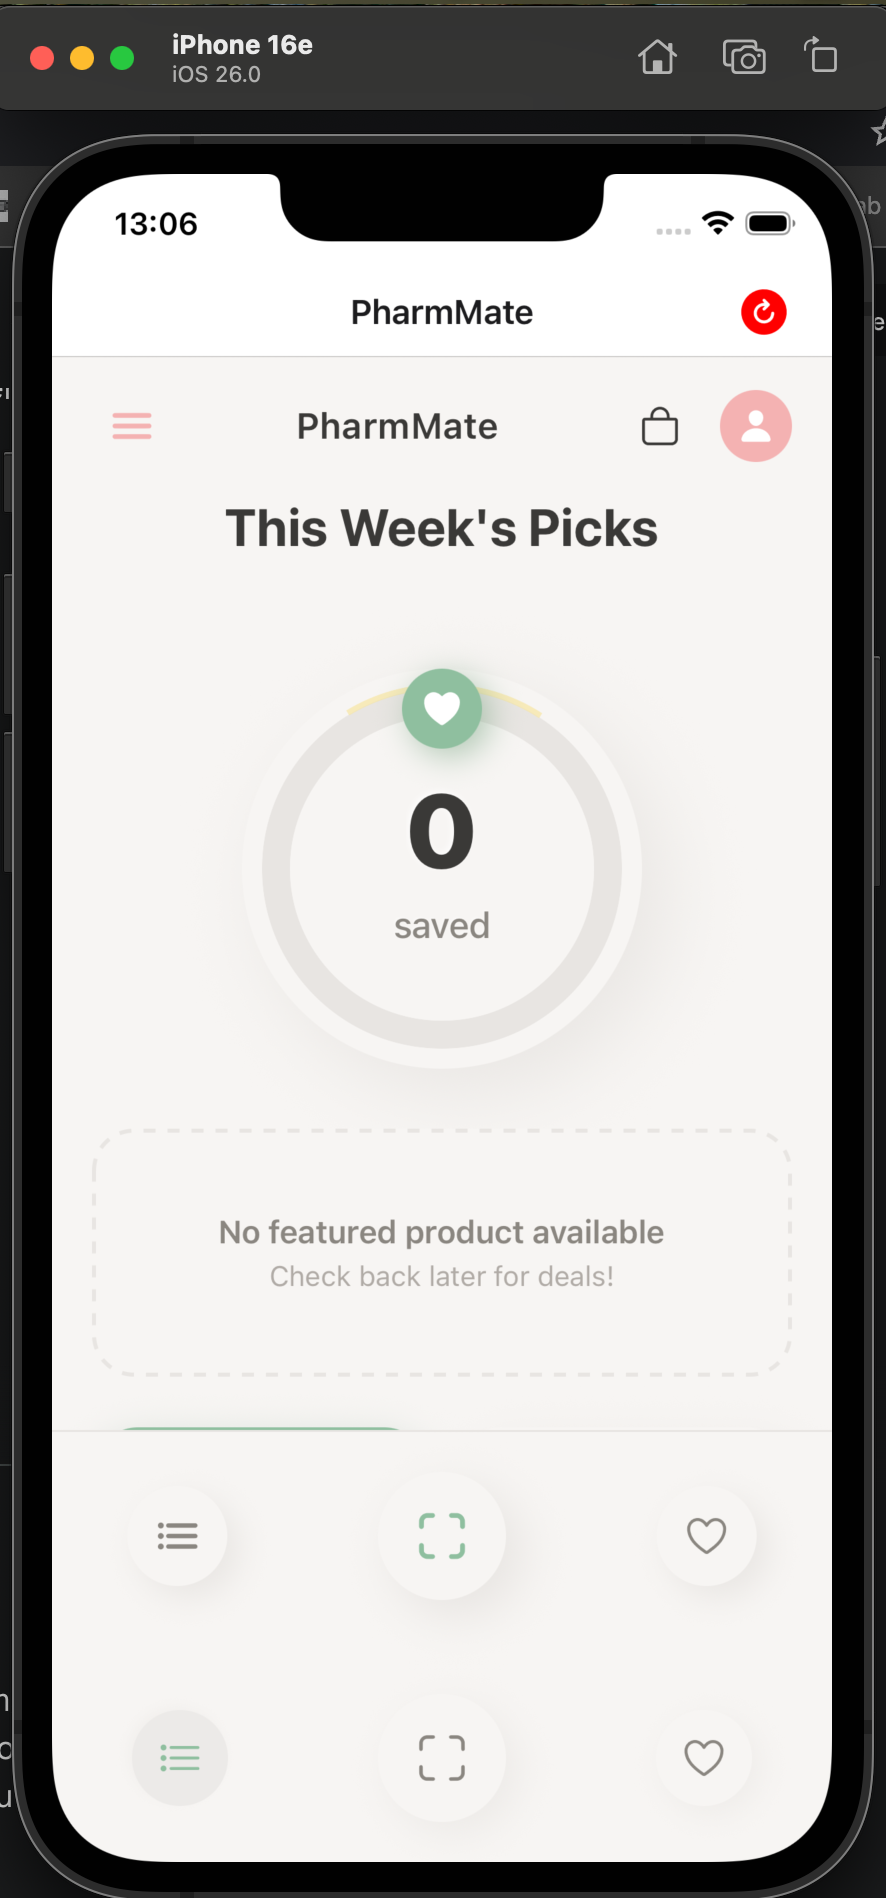 iPhone 16e
iOS 26.0
13:06
PharmMate
PharmMate
This Week's Picks
0
saved
No featured product available
Check back later for deals!